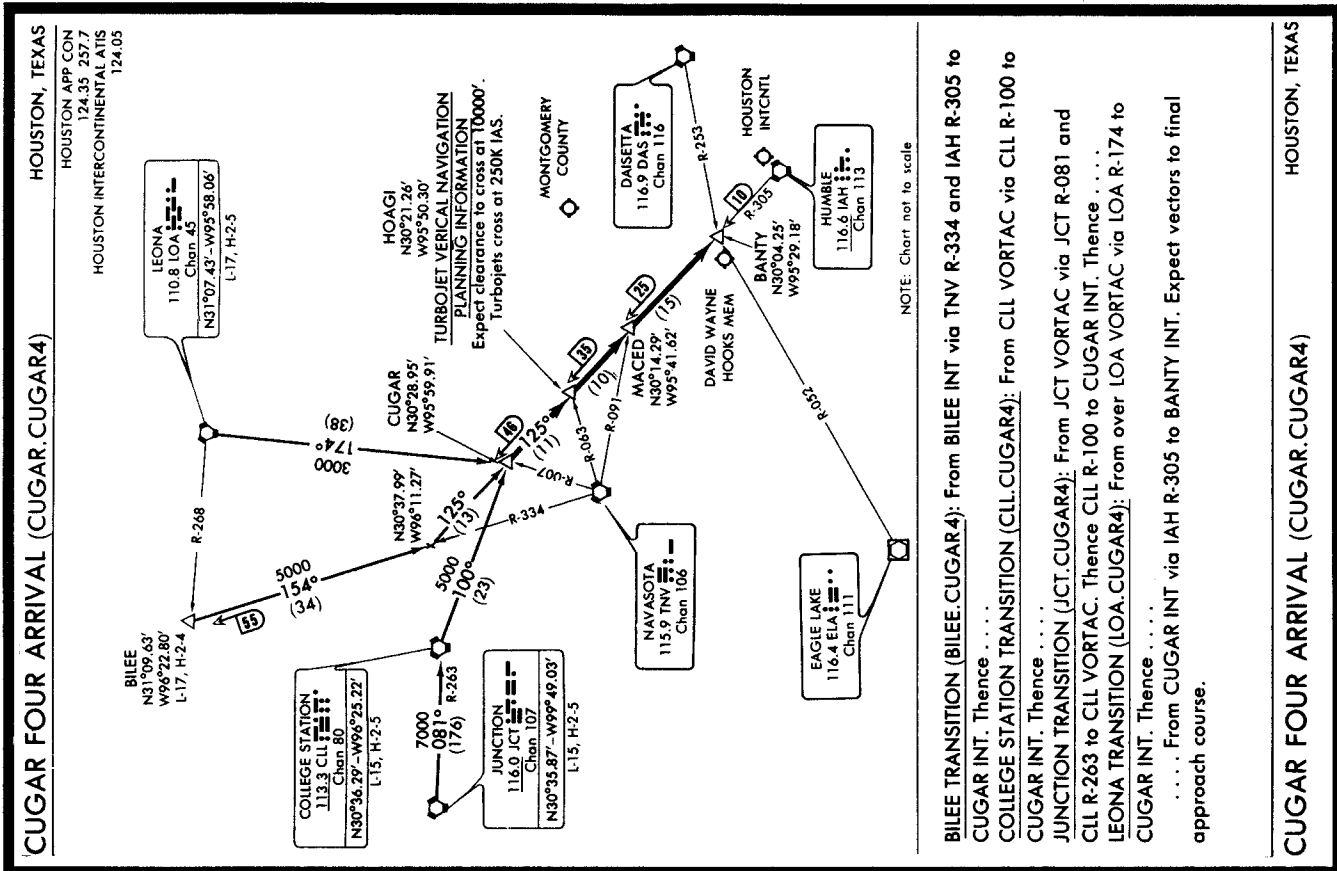 CUGAR FOUR ARRIVAL (CUGAR.CUGAR4)
HOUSTON, TEXAS
HOUSTON APP CON
124.35 257.7
HOUSTON INTERCONTINENTAL ATIS
124.05
BILEE
N31°09.63'
W96°22.80'
L-17, H-2-4
LEONA
110.8 LOA
Chan 45
N31°07.43'-W95°58.06'
L-17, H-2-5
R-268
55
5000
154°
(34)
3000
174°
(38)
N30°37.99'
W96°11.27'
125°
(13)
CUGAR
N30°28.95'
W95°59.91'
46
HOAGI
N30°21.26'
W95°50.30'
TURBOJET VERICAL NAVIGATION
PLANNING INFORMATION
Expect clearance to cross at 10000'.
Turbojets cross at 250K IAS.
COLLEGE STATION
113.3 CLL
Chan 80
N30°36.29'-W96°25.22'
L-15, H-2-5
5000
100°
(23)
7000
081°
(176)
R-263
JUNCTION
116.0 JCT
Chan 107
N30°35.87'-W99°49.03'
L-15, H-2-5
125°
(11)
R-334
R-007
R-063
R-091
35
(10)
25
(15)
MACED
N30°14.29'
W95°41.62'
MONTGOMERY
COUNTY
NAVASOTA
115.9 TNV
Chan 106
DAISETTA
116.9 DAS
Chan 116
R-253
DAVID WAYNE
HOOKS MEM
BANTY
N30°04.25'
W95°29.18'
10
R-305
HOUSTON
INTCNTL
HUMBLE
116.6 IAH
Chan 113
EAGLE LAKE
116.4 ELA
Chan 111
R-052
NOTE: Chart not to scale
BILEE TRANSITION (BILEE.CUGAR4): From BILEE INT via TNV R-334 and IAH R-305 to
CUGAR INT. Thence . . . .
COLLEGE STATION TRANSITION (CLL.CUGAR4): From CLL VORTAC via CLL R-100 to
CUGAR INT. Thence . . . .
JUNCTION TRANSITION (JCT.CUGAR4): From JCT VORTAC via JCT R-081 and
CLL R-263 to CLL VORTAC. Thence CLL R-100 to CUGAR INT. Thence . . . .
LEONA TRANSITION (LOA.CUGAR4): From over LOA VORTAC via LOA R-174 to
CUGAR INT. Thence . . . .
. . . . From CUGAR INT via IAH R-305 to BANTY INT. Expect vectors to final
approach course.
CUGAR FOUR ARRIVAL (CUGAR.CUGAR4)
HOUSTON, TEXAS